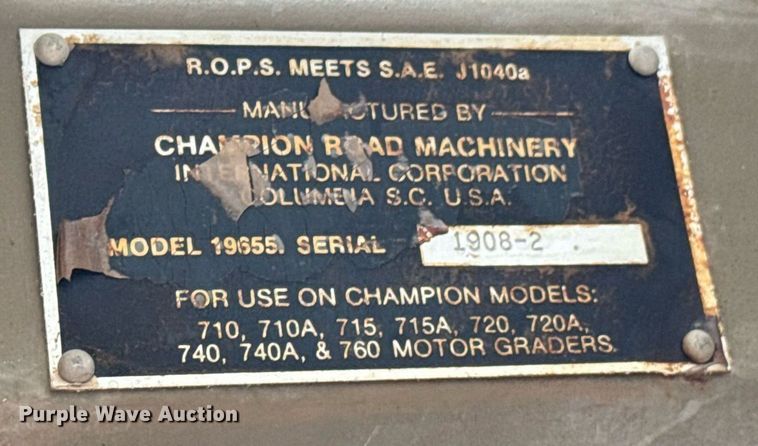 R.O.P.S. MEETS S.A.E. J1040a
MANUFACTURED BY
CHAMPION ROAD MACHINERY
INTERNATIONAL CORPORATION
COLUMBIA S.C. U.S.A.
MODEL 19655. SERIAL 1908-2
FOR USE ON CHAMPION MODELS:
710, 710A, 715, 715A, 720, 720A,
740, 740A, & 760 MOTOR GRADERS.
Purple Wave Auction